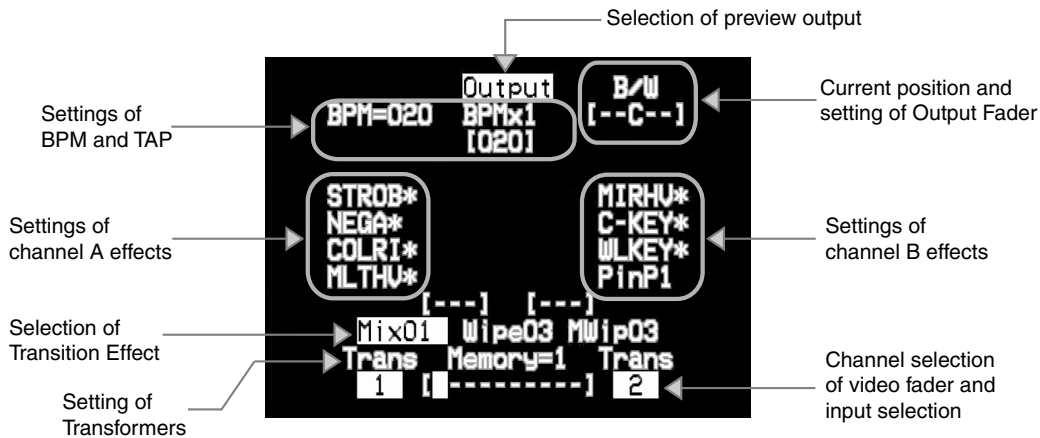 Selection of preview output
Output
B/W
BPM=020 BPMx1
[--C--]
[020]
Settings of
BPM and TAP
Current position and
setting of Output Fader
STROB*
NEGA*
COLRI*
MLTHV*
MIRHV*
C-KEY*
WLKEY*
PinP1
Settings of
channel A effects
Settings of
channel B effects
[---] [---]
Mix01 Wipe03 MWip03
Trans Memory=1 Trans
1 [ ---------] 2
Selection of
Transition Effect
Setting of
Transformers
Channel selection
of video fader and
input selection